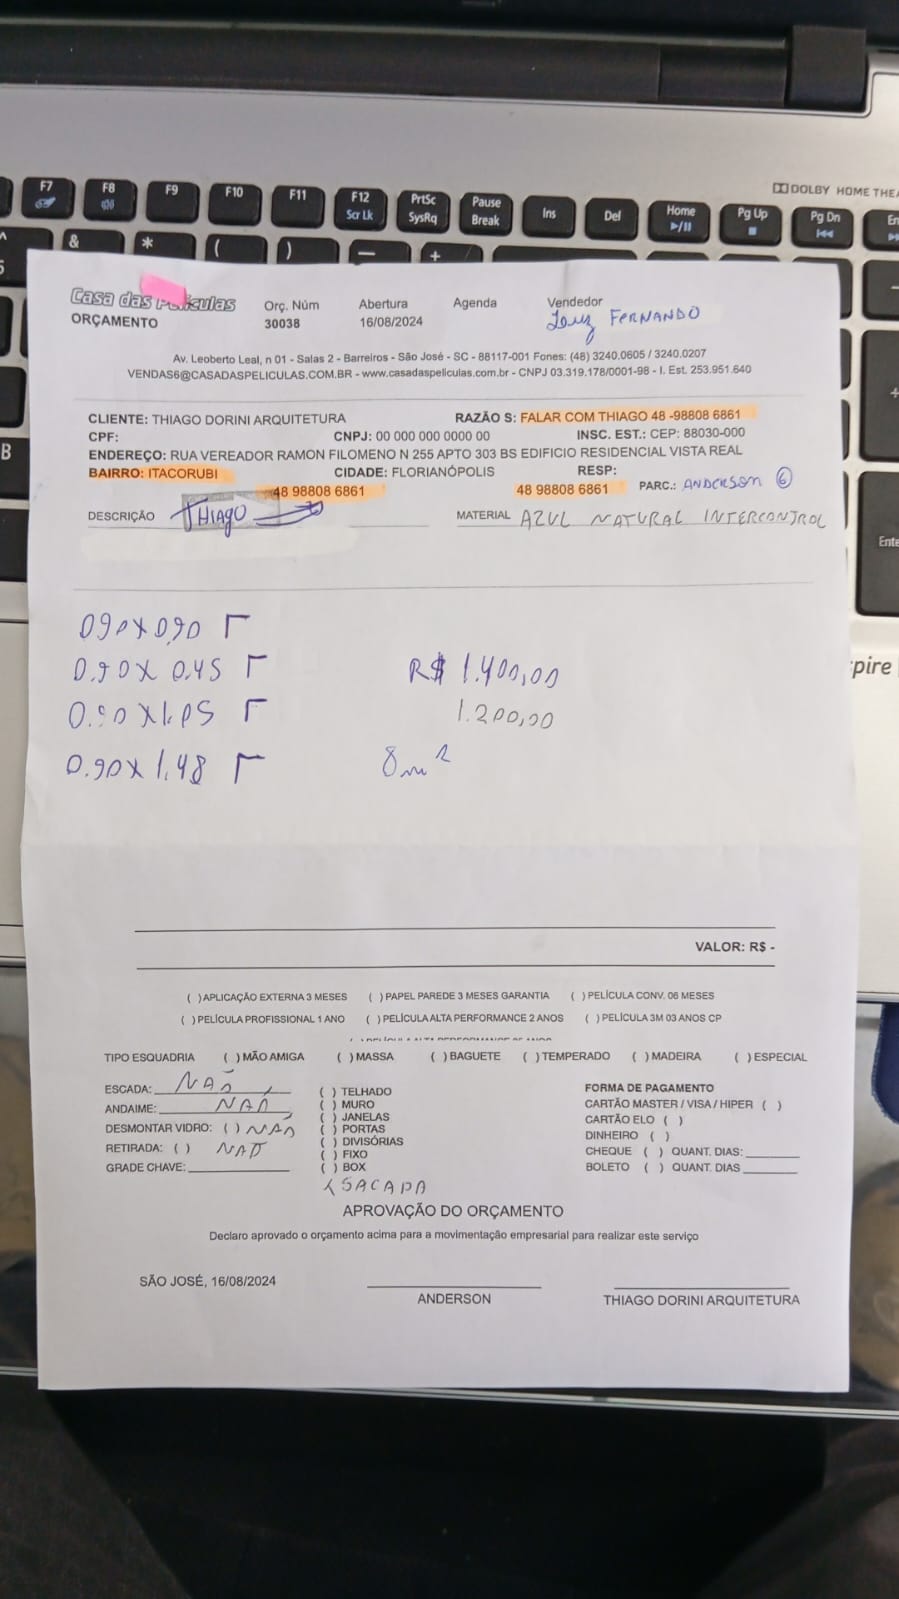 DOLBY HOME THEA
F7 F8 F9 F10 F11 F12 Scr Lk PrtSc SysRq Pause Break Ins Del Home Pg Up Pg Dn
& * ( ) — +
Casa das Películas
ORÇAMENTO
Orç. Núm
30038
Abertura
16/08/2024
Agenda
Vendedor
Luiz FERNANDO
Av. Leoberto Leal, n 01 - Salas 2 - Barreiros - São José - SC - 88117-001 Fones: (48) 3240.0605 / 3240.0207
VENDAS6@CASADASPELICULAS.COM.BR - www.casadaspeliculas.com.br - CNPJ 03.319.178/0001-98 - I. Est. 253.951.640
CLIENTE: THIAGO DORINI ARQUITETURA RAZÃO S: FALAR COM THIAGO 48 -98808 6861
CPF: CNPJ: 00 000 000 0000 00 INSC. EST.: CEP: 88030-000
ENDEREÇO: RUA VEREADOR RAMON FILOMENO N 255 APTO 303 BS EDIFICIO RESIDENCIAL VISTA REAL
BAIRRO: ITACORUBI CIDADE: FLORIANÓPOLIS RESP:
48 98808 6861 48 98808 6861 PARC.: ANDERSON 6
DESCRIÇÃO THIAGO MATERIAL AZUL NATURAL INTERCONTROL
0,90 X 0,90
0.90 X 0,45 R$ 1.400,00
0.90 X 1.05 1.200,00
0.90 X 1,48 8m²
VALOR: R$ -
( )APLICAÇÃO EXTERNA 3 MESES ( )PAPEL PAREDE 3 MESES GARANTIA ( )PELÍCULA CONV. 06 MESES
( )PELÍCULA PROFISSIONAL 1 ANO ( )PELÍCULA ALTA PERFORMANCE 2 ANOS ( )PELÍCULA 3M 03 ANOS CP
TIPO ESQUADRIA ( )MÃO AMIGA ( )MASSA ( )BAGUETE ( )TEMPERADO ( )MADEIRA ( )ESPECIAL
ESCADA: NAÕ
ANDAIME: NAÕ
DESMONTAR VIDRO: ( ) NAÕ
RETIRADA: ( ) NAÕ
GRADE CHAVE:
( ) TELHADO
( ) MURO
( ) JANELAS
( ) PORTAS
( ) DIVISÓRIAS
( ) FIXO
( ) BOX
X SACADA
FORMA DE PAGAMENTO
CARTÃO MASTER / VISA / HIPER ( )
CARTÃO ELO ( )
DINHEIRO ( )
CHEQUE ( ) QUANT. DIAS:
BOLETO ( ) QUANT. DIAS
APROVAÇÃO DO ORÇAMENTO
Declaro aprovado o orçamento acima para a movimentação empresarial para realizar este serviço
SÃO JOSÉ, 16/08/2024
ANDERSON THIAGO DORINI ARQUITETURA